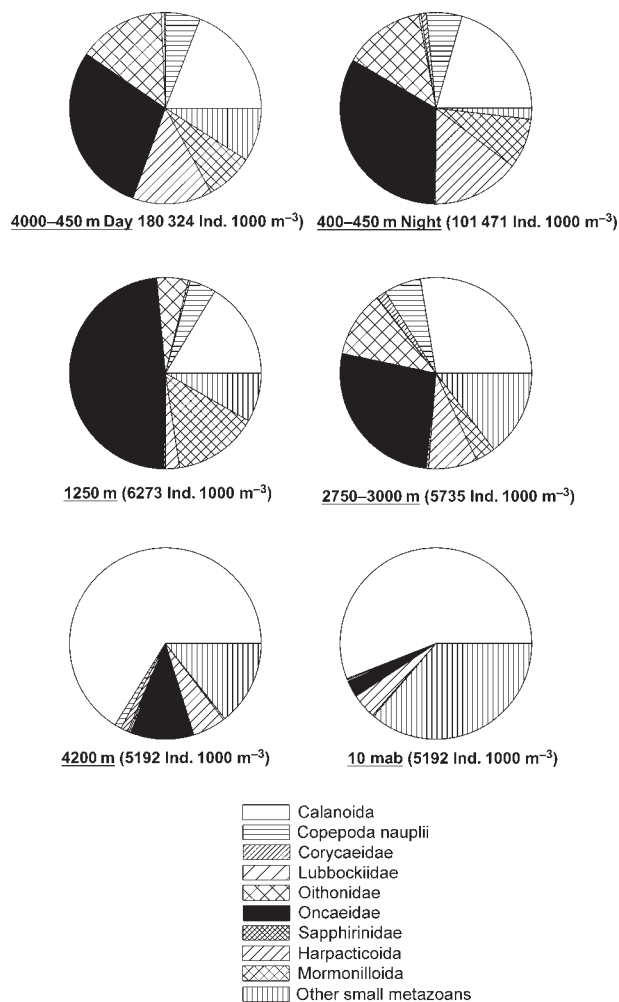 4000–450 m Day 180 324 Ind. 1000 m⁻³)
400–450 m Night (101 471 Ind. 1000 m⁻³)
1250 m (6273 Ind. 1000 m⁻³)
2750–3000 m (5735 Ind. 1000 m⁻³)
4200 m (5192 Ind. 1000 m⁻³)
10 mab (5192 Ind. 1000 m⁻³)
Calanoida
Copepoda nauplii
Corycaeidae
Lubbockiidae
Oithonidae
Oncaeidae
Sapphirinidae
Harpacticoida
Mormonilloida
Other small metazoans